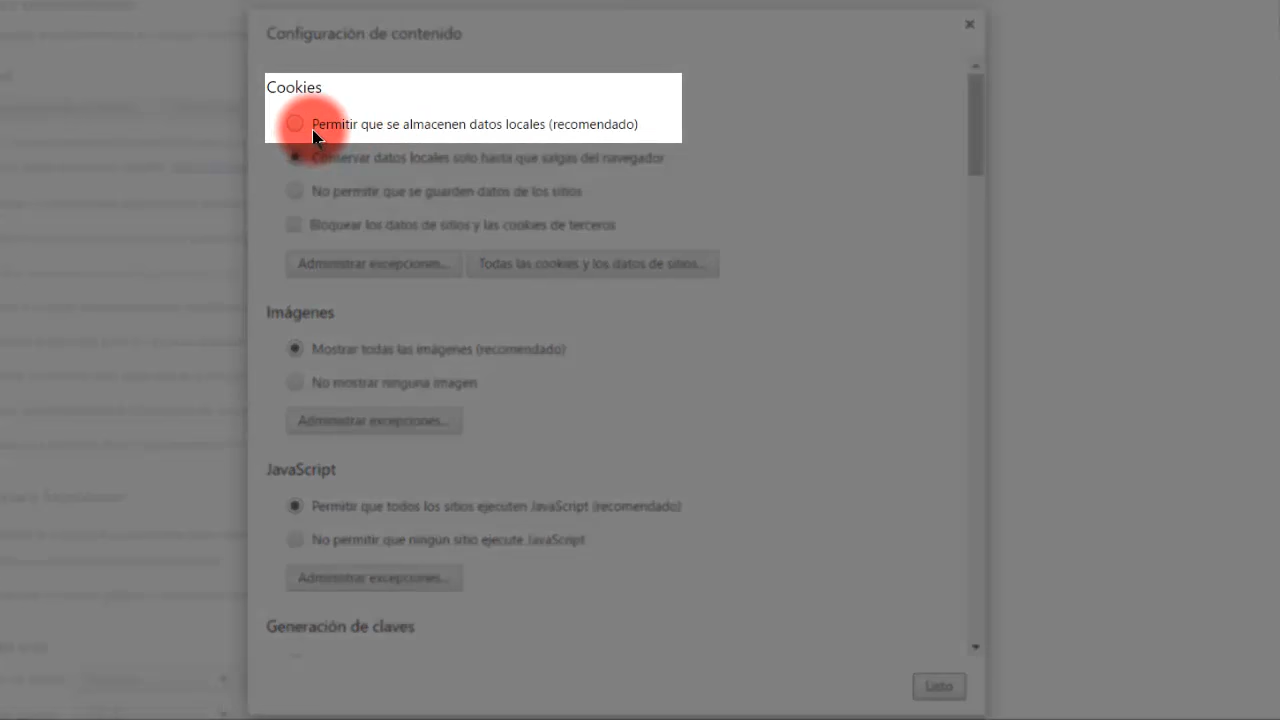 Configuración de contenido
Cookies
Permitir que se almacenen datos locales (recomendado)
Conservar datos locales solo hasta que salgas del navegador
No permitir que se guarden datos de los sitios
Bloquear los datos de sitios y las cookies de terceros
Administrar excepciones... Todas las cookies y los datos de sitios...
Imágenes
Mostrar todas las imágenes (recomendado)
No mostrar ninguna imagen
Administrar excepciones...
JavaScript
Permitir que todos los sitios ejecuten JavaScript (recomendado)
No permitir que ningún sitio ejecute JavaScript
Administrar excepciones...
Generación de claves
Listo